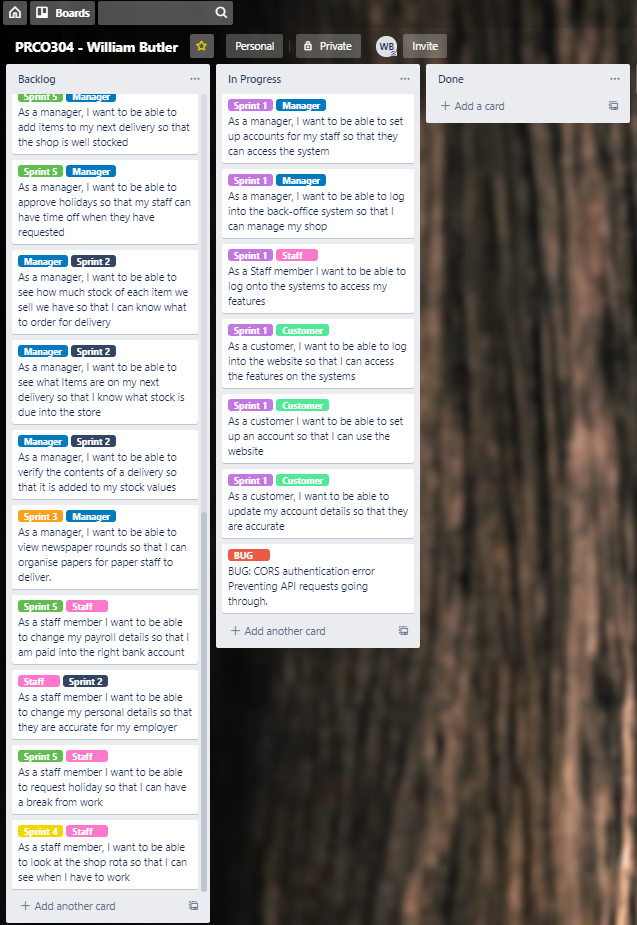 Boards
PRCO304 - William Butler
Personal
Private
WB
Invite
Backlog
Sprint 5 Manager
As a manager, I want to be able to
add items to my next delivery so that
the shop is well stocked
Sprint 5 Manager
As a manager, I want to be able to
approve holidays so that my staff can
have time off when they have
requested
Manager Sprint 2
As a manager, I want to be able to
see how much stock of each item we
sell we have so that I can know what
to order for delivery
Manager Sprint 2
As a manager, I want to be able to
see what Items are on my next
delivery so that I know what stock is
due into the store
Manager Sprint 2
As a manager, I want to be able to
verify the contents of a delivery so
that it is added to my stock values
Sprint 3 Manager
As a manager, I want to be able to
view newspaper rounds so that I can
organise papers for paper staff to
deliver.
Sprint 5 Staff
As a staff member I want to be able
to change my payroll details so that I
am paid into the right bank account
Staff Sprint 2
As a staff member I want to be able
to change my personal details so that
they are accurate for my employer
Sprint 5 Staff
As a staff member I want to be able
to request holiday so that I can have
a break from work
Sprint 4 Staff
As a staff member, I want to be able
to look at the shop rota so that I can
see when I have to work
+ Add another card
In Progress
Sprint 1 Manager
As a manager, I want to be able to set
up accounts for my staff so that they
can access the system
Sprint 1 Manager
As a manager, I want to be able to log
into the back-office system so that I
can manage my shop
Sprint 1 Staff
As a Staff member I want to be able to
log onto the systems to access my
features
Sprint 1 Customer
As a customer, I want to be able to log
into the website so that I can access
the features on the systems
Sprint 1 Customer
As a customer I want to be able to set
up an account so that I can use the
website
Sprint 1 Customer
As a customer, I want to be able to
update my account details so that they
are accurate
BUG
BUG: CORS authentication error
Preventing API requests going
through.
+ Add another card
Done
+ Add a card